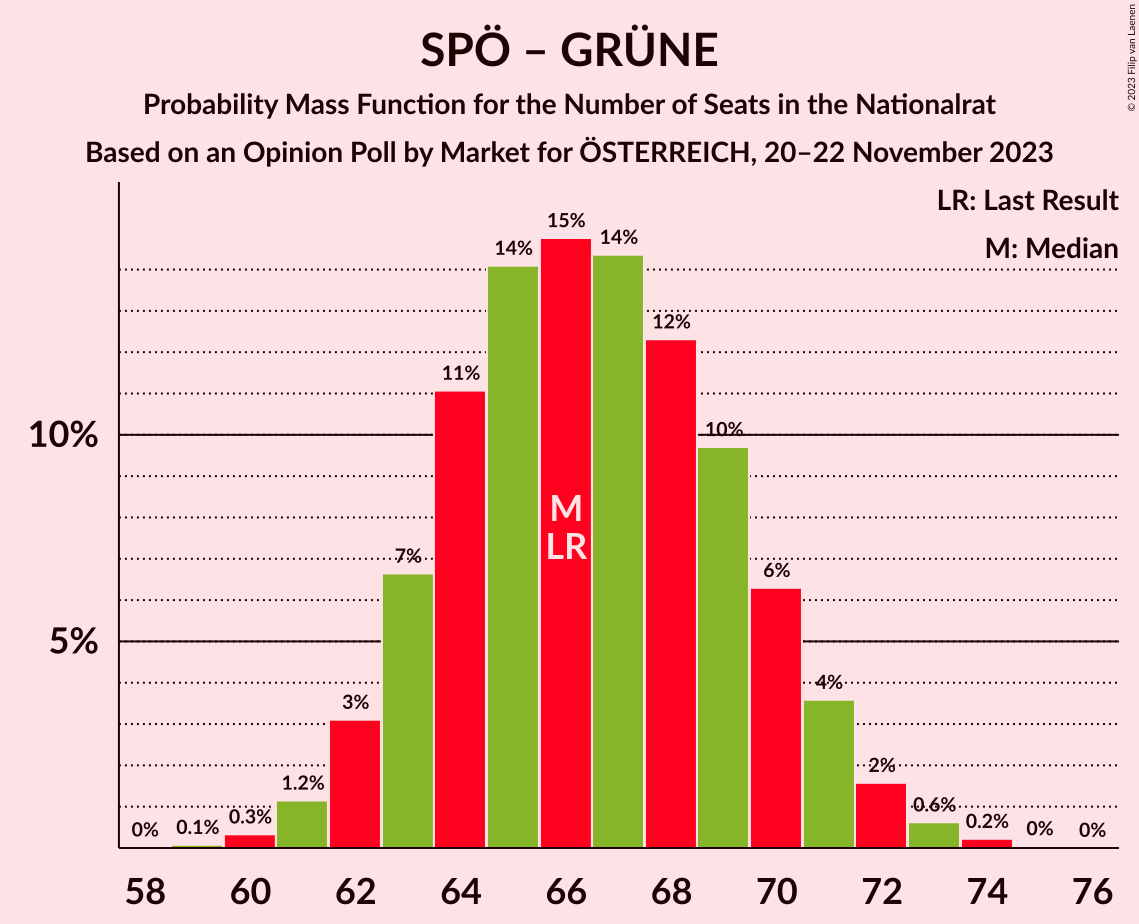 SPÖ – GRÜNE
Probability Mass Function for the Number of Seats in the Nationalrat
Based on an Opinion Poll by Market for ÖSTERREICH, 20–22 November 2023
© 2023 Filip van Laenen
LR: Last Result
M: Median
10%
5%
0%
0.1%
0.3%
1.2%
3%
7%
11%
14%
15%
14%
12%
10%
6%
4%
2%
0.6%
0.2%
0%
0%
M
LR
58 60 62 64 66 68 70 72 74 76